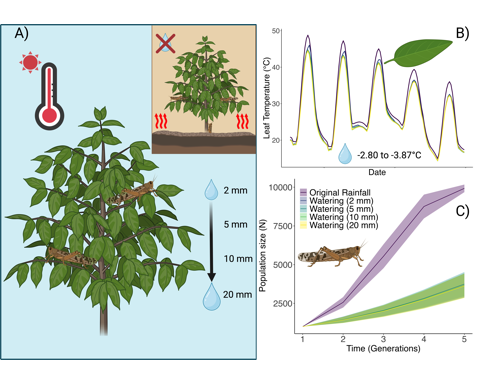 A)
2 mm
5 mm
10 mm
20 mm
B)
Leaf Temperature (°C)
50
40
30
20
-2.80 to -3.87°C
Date
C)
Population size (N)
10000
7500
5000
2500
Original Rainfall
Watering (2 mm)
Watering (5 mm)
Watering (10 mm)
Watering (20 mm)
1 2 3 4 5
Time (Generations)